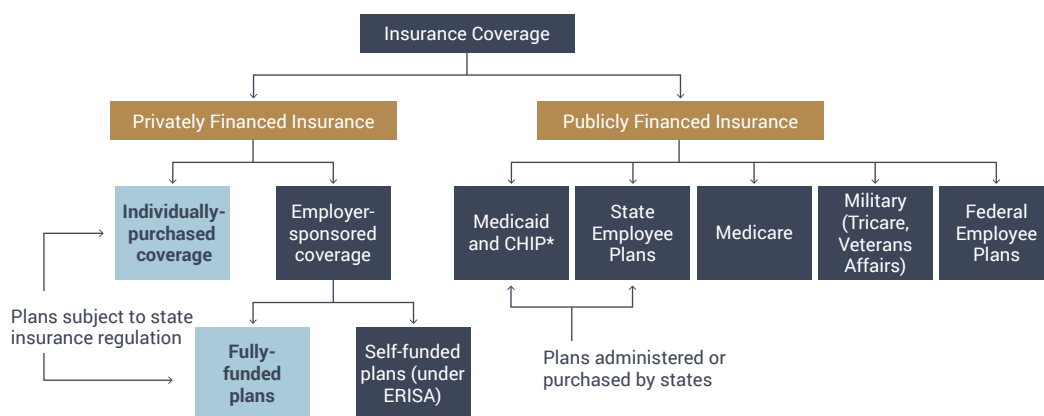 Insurance Coverage
Privately Financed Insurance
Publicly Financed Insurance
Individually-
purchased
coverage
Employer-
sponsored
coverage
Medicaid
and CHIP*
State
Employee
Plans
Medicare
Military
(Tricare,
Veterans
Affairs)
Federal
Employee
Plans
Plans subject to state
insurance regulation
Fully-
funded
plans
Self-funded
plans (under
ERISA)
Plans administered or
purchased by states